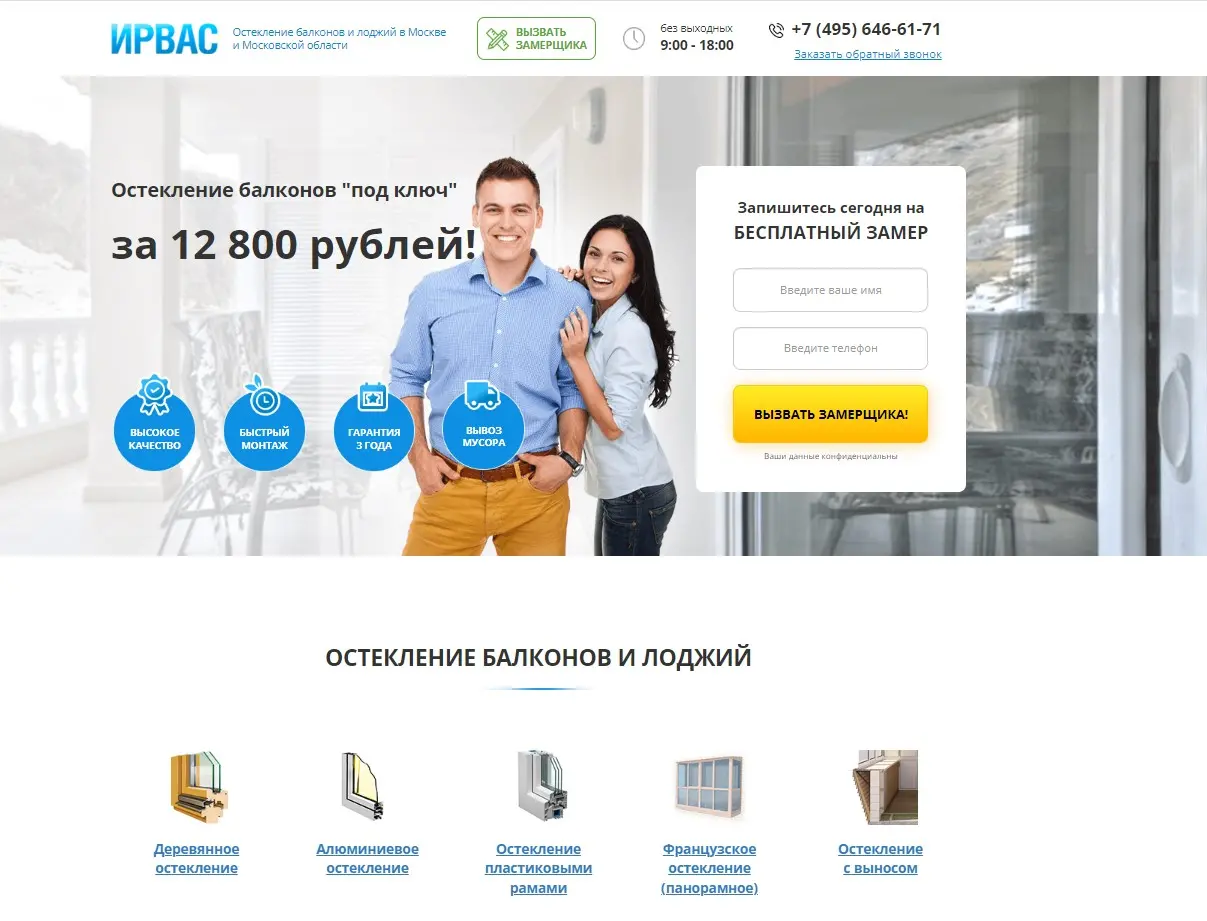 ИРВАС
Остекление балконов и лоджий в Москве
и Московской области
ВЫЗВАТЬ
ЗАМЕРЩИКА
без выходных
9:00 - 18:00
+7 (495) 646-61-71
Заказать обратный звонок
Остекление балконов "под ключ"
за 12 800 рублей!
ВЫСОКОЕ
КАЧЕСТВО
БЫСТРЫЙ
МОНТАЖ
ГАРАНТИЯ
3 ГОДА
ВЫВОЗ
МУСОРА
Запишитесь сегодня на
БЕСПЛАТНЫЙ ЗАМЕР
Введите ваше имя
Введите телефон
ВЫЗВАТЬ ЗАМЕРЩИКА!
Ваши данные конфиденциальны
ОСТЕКЛЕНИЕ БАЛКОНОВ И ЛОДЖИЙ
Деревянное
остекление
Алюминиевое
остекление
Остекление
пластиковыми
рамами
Французское
остекление
(панорамное)
Остекление
с выносом